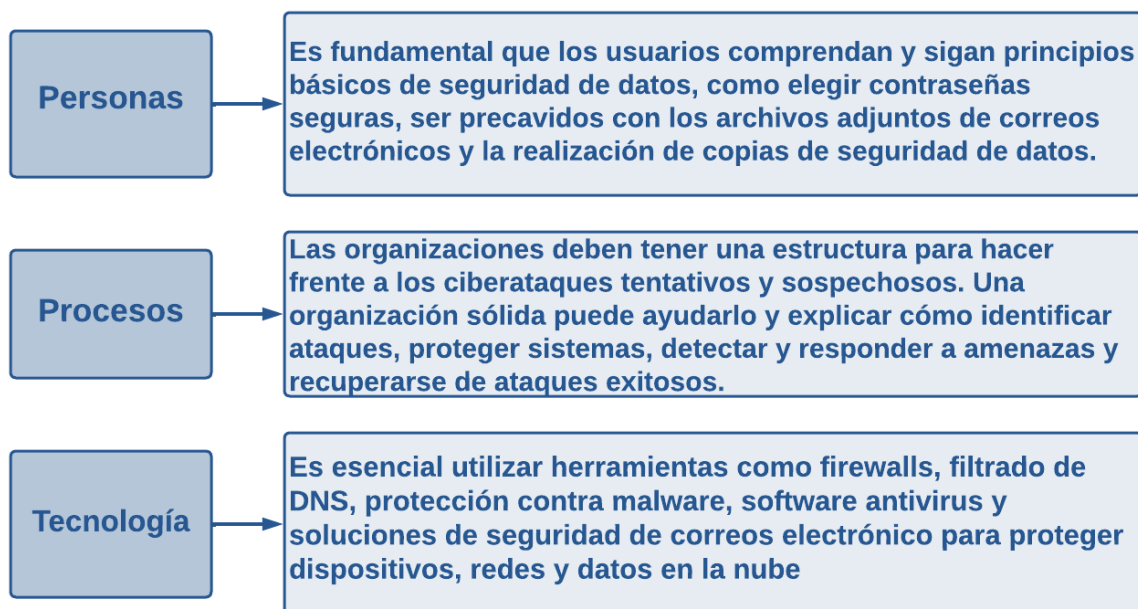 Personas
Es fundamental que los usuarios comprendan y sigan principios
básicos de seguridad de datos, como elegir contraseñas
seguras, ser precavidos con los archivos adjuntos de correos
electrónicos y la realización de copias de seguridad de datos.
Procesos
Las organizaciones deben tener una estructura para hacer
frente a los ciberataques tentativos y sospechosos. Una
organización sólida puede ayudarlo y explicar cómo identificar
ataques, proteger sistemas, detectar y responder a amenazas y
recuperarse de ataques exitosos.
Tecnología
Es esencial utilizar herramientas como firewalls, filtrado de
DNS, protección contra malware, software antivirus y
soluciones de seguridad de correos electrónico para proteger
dispositivos, redes y datos en la nube